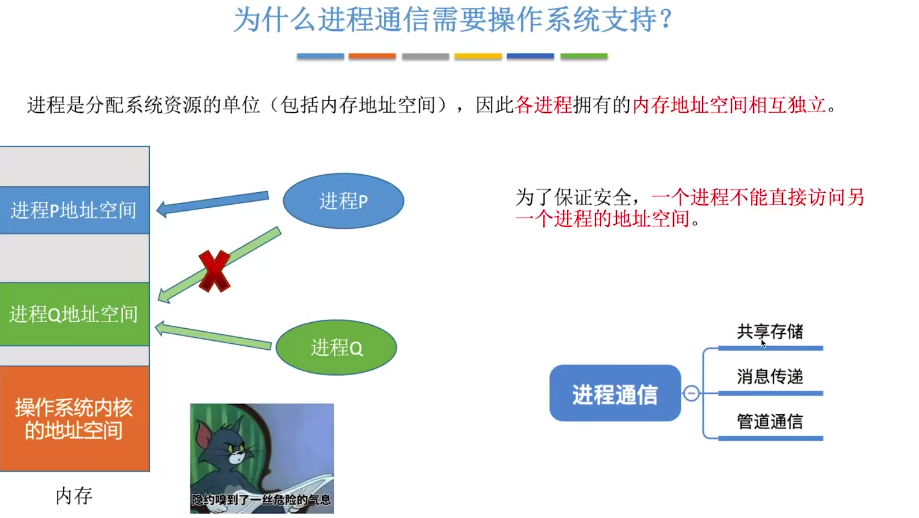 为什么进程通信需要操作系统支持？
进程是分配系统资源的单位（包括内存地址空间），因此各进程拥有的内存地址空间相互独立。
进程P地址空间
进程P
为了保证安全，一个进程不能直接访问另
一个进程的地址空间。
进程Q地址空间
进程Q
操作系统内核
的地址空间
内存
隐约嗅到了一丝危险的气息
进程通信
共享存储
消息传递
管道通信